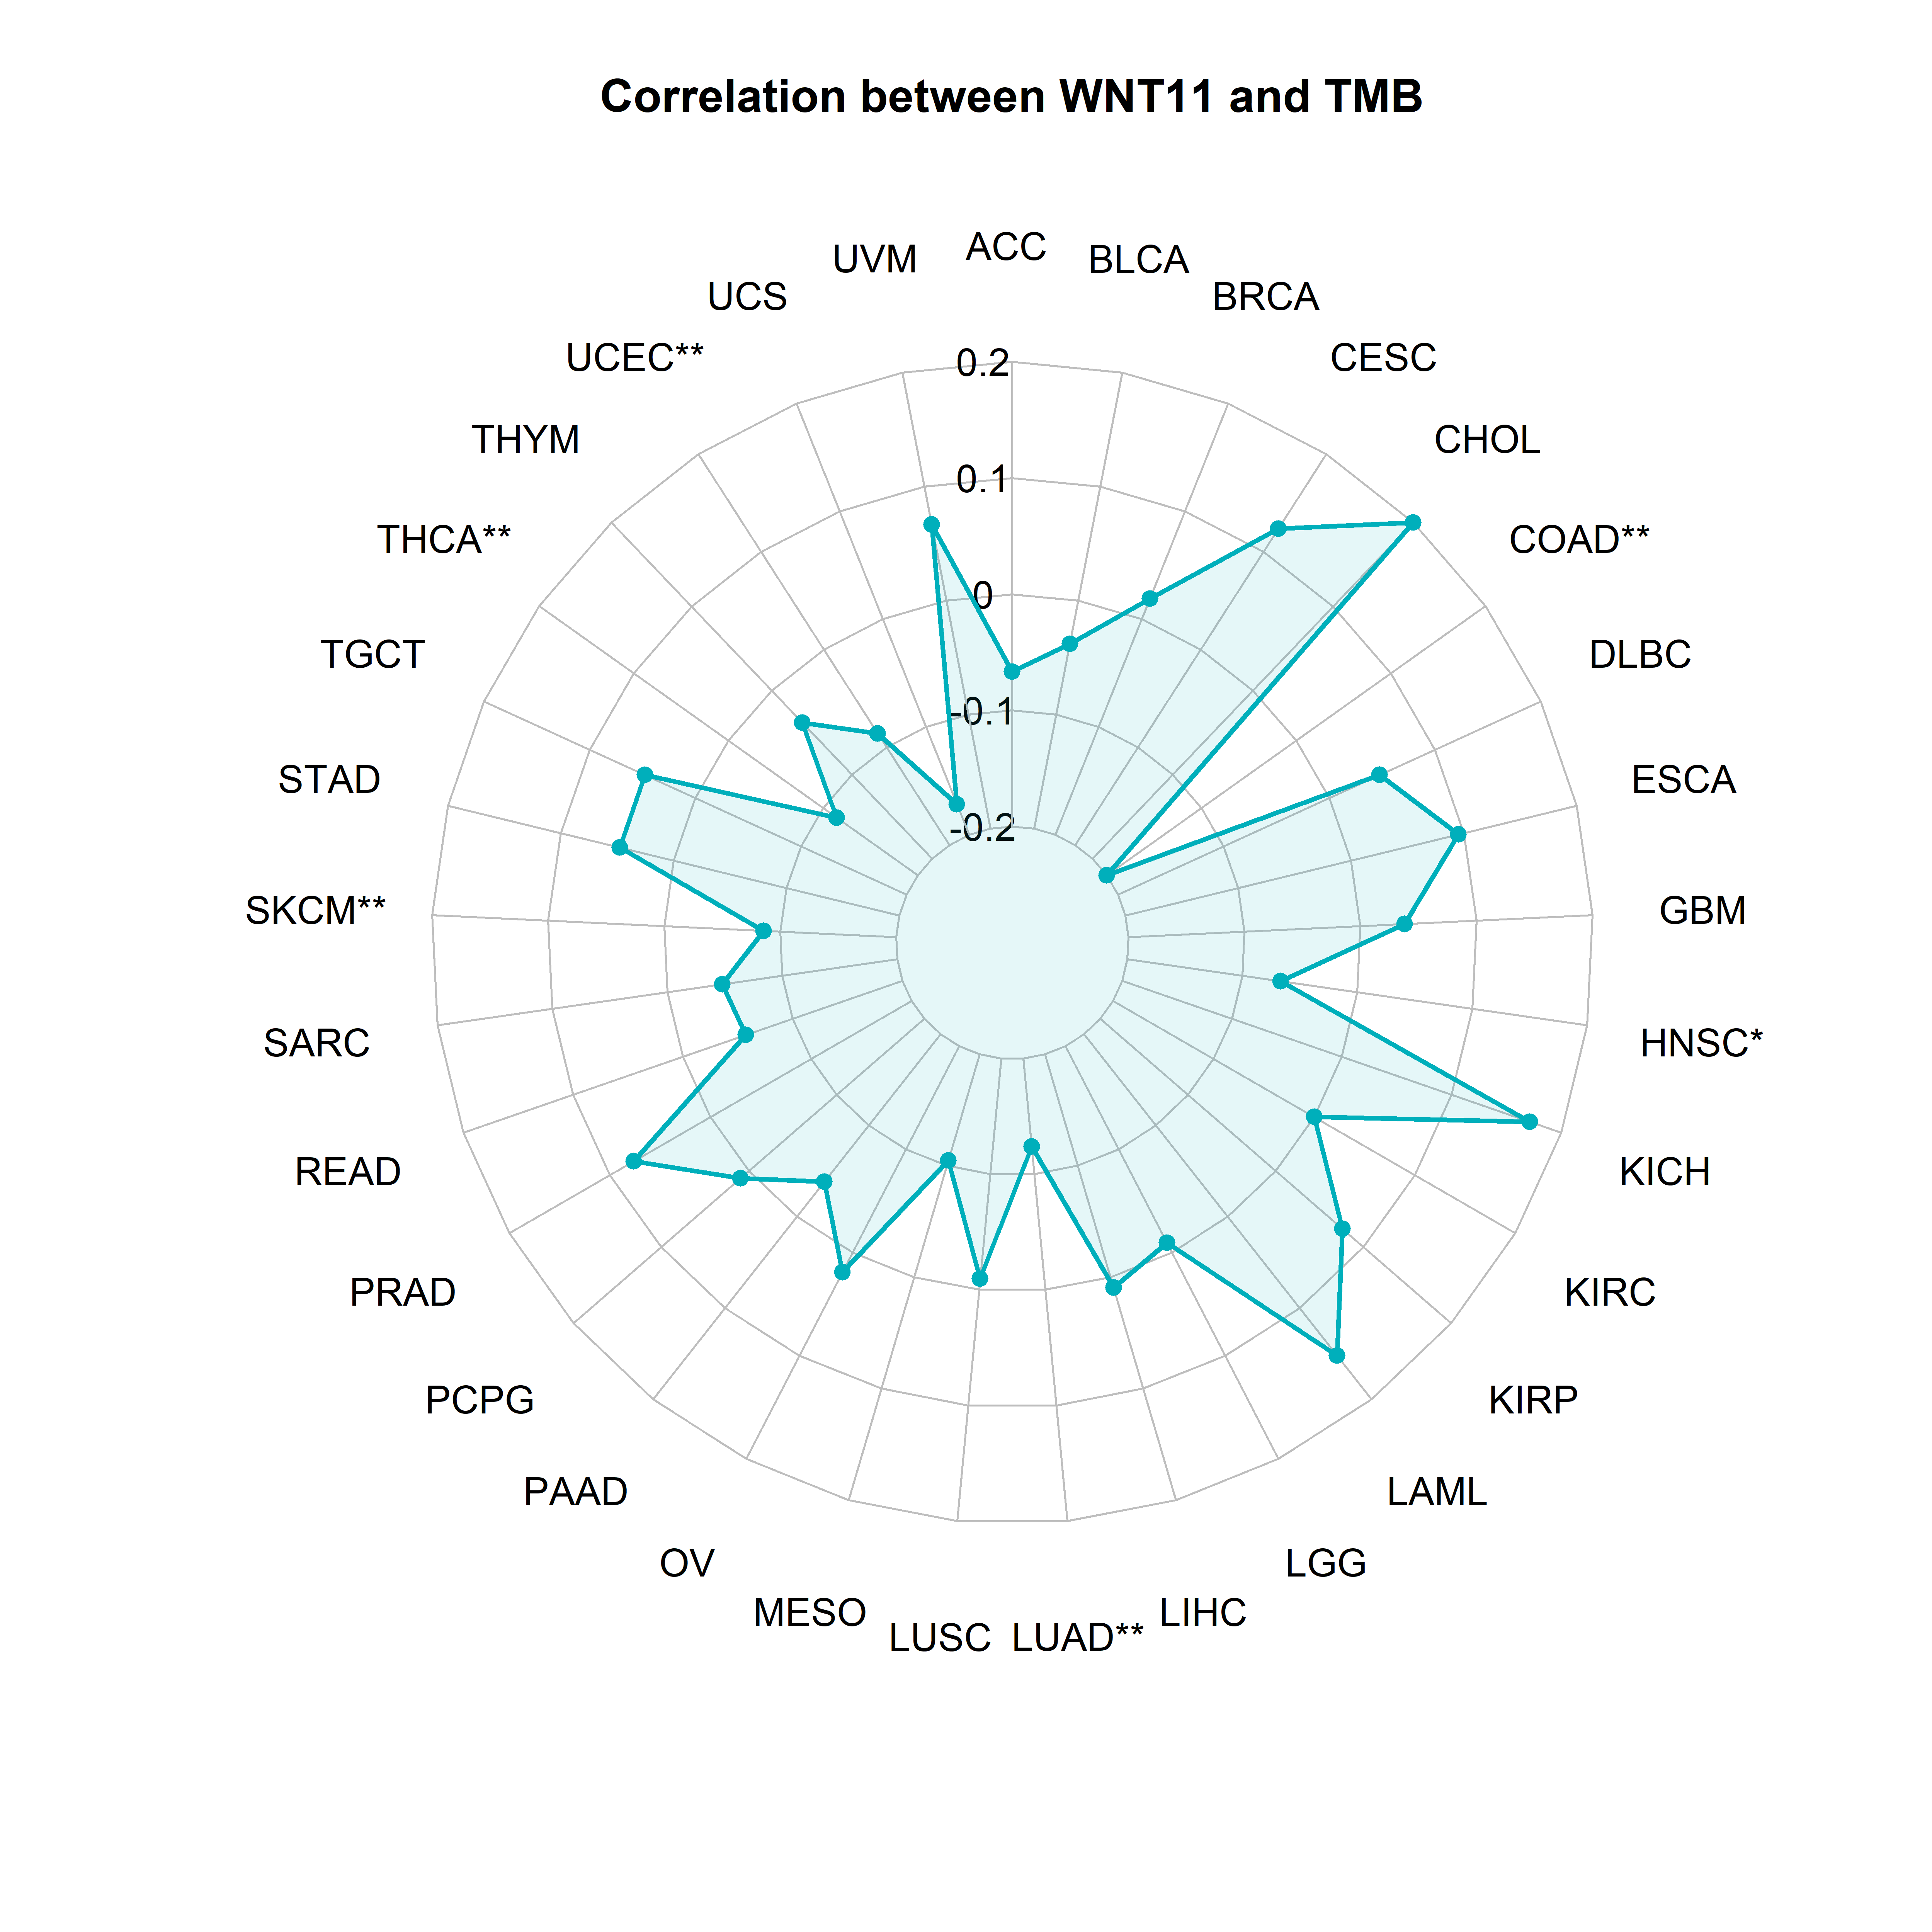 Correlation between WNT11 and TMB
ACC
BLCA
BRCA
CESC
CHOL
COAD**
DLBC
ESCA
GBM
HNSC*
KICH
KIRC
KIRP
LAML
LGG
LIHC
LUAD**
LUSC
MESO
OV
PAAD
PCPG
PRAD
READ
SARC
SKCM**
STAD
TGCT
THCA**
THYM
UCEC**
UCS
UVM
0.2
0.1
0
-0.1
-0.2